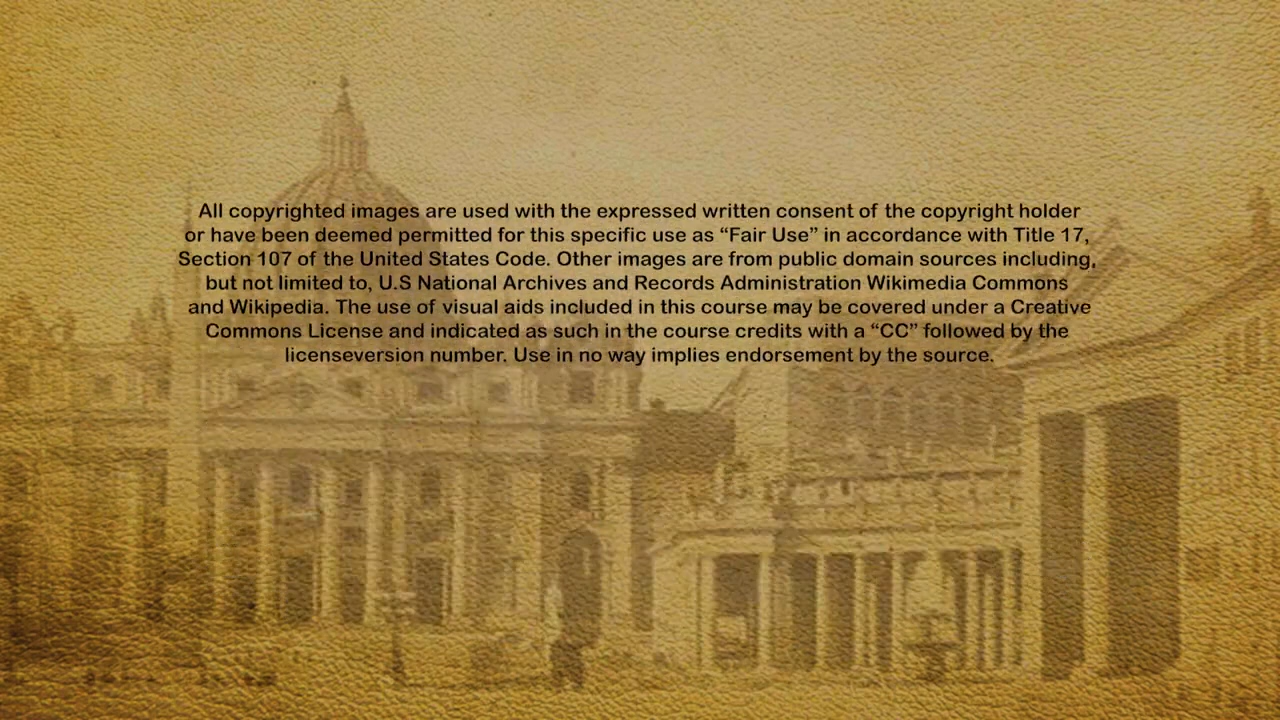 All copyrighted images are used with the expressed written consent of the copyright holder
or have been deemed permitted for this specific use as “Fair Use” in accordance with Title 17,
Section 107 of the United States Code. Other images are from public domain sources including,
but not limited to, U.S National Archives and Records Administration Wikimedia Commons
and Wikipedia. The use of visual aids included in this course may be covered under a Creative
Commons License and indicated as such in the course credits with a “CC” followed by the
licenseversion number. Use in no way implies endorsement by the source.